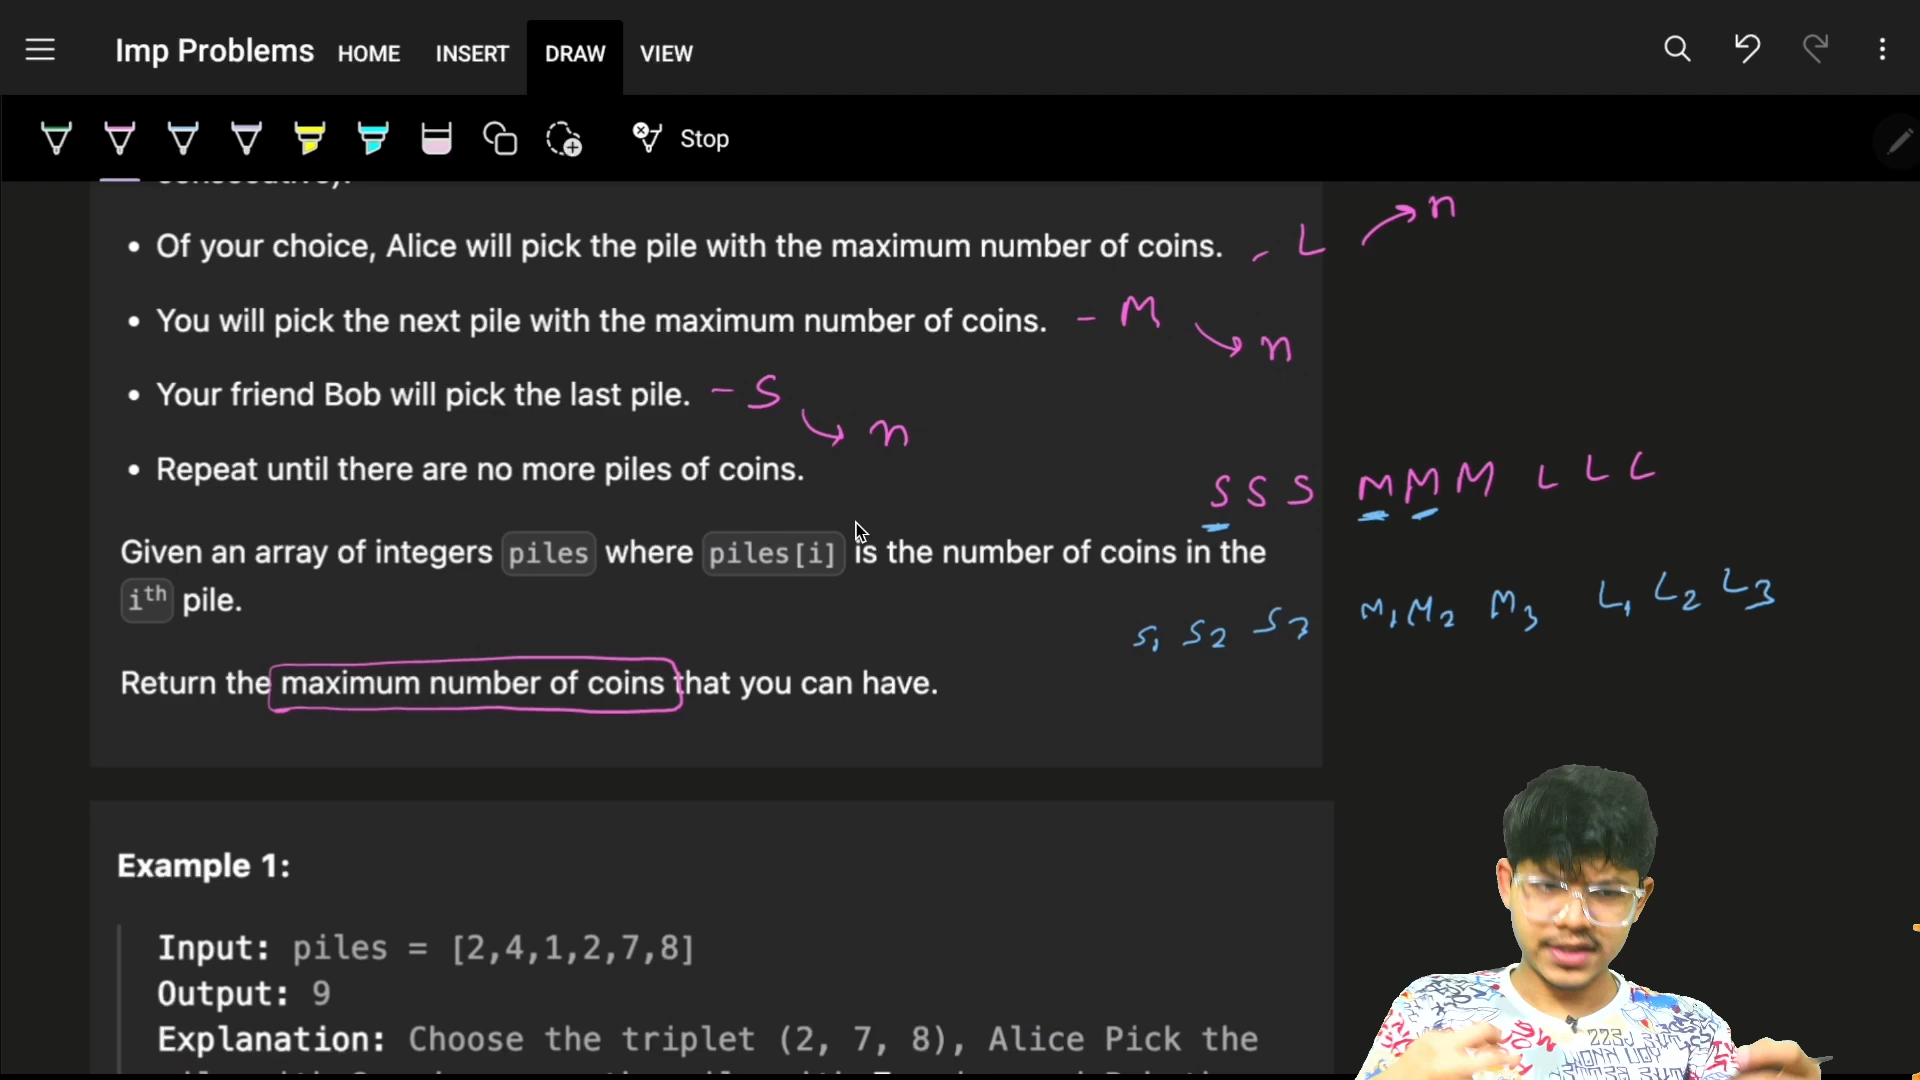 Imp Problems HOME INSERT DRAW VIEW
Stop
• Of your choice, Alice will pick the pile with the maximum number of coins. - L → n
• You will pick the next pile with the maximum number of coins. - M → n
• Your friend Bob will pick the last pile. - S → n
• Repeat until there are no more piles of coins.
S S S M M M L L L
Given an array of integers piles where piles[i] is the number of coins in the
ith pile.
S1 S2 S3 M1 M2 M3 L1 L2 L3
Return the maximum number of coins that you can have.
Example 1:
Input: piles = [2,4,1,2,7,8]
Output: 9
Explanation: Choose the triplet (2, 7, 8), Alice Pick the